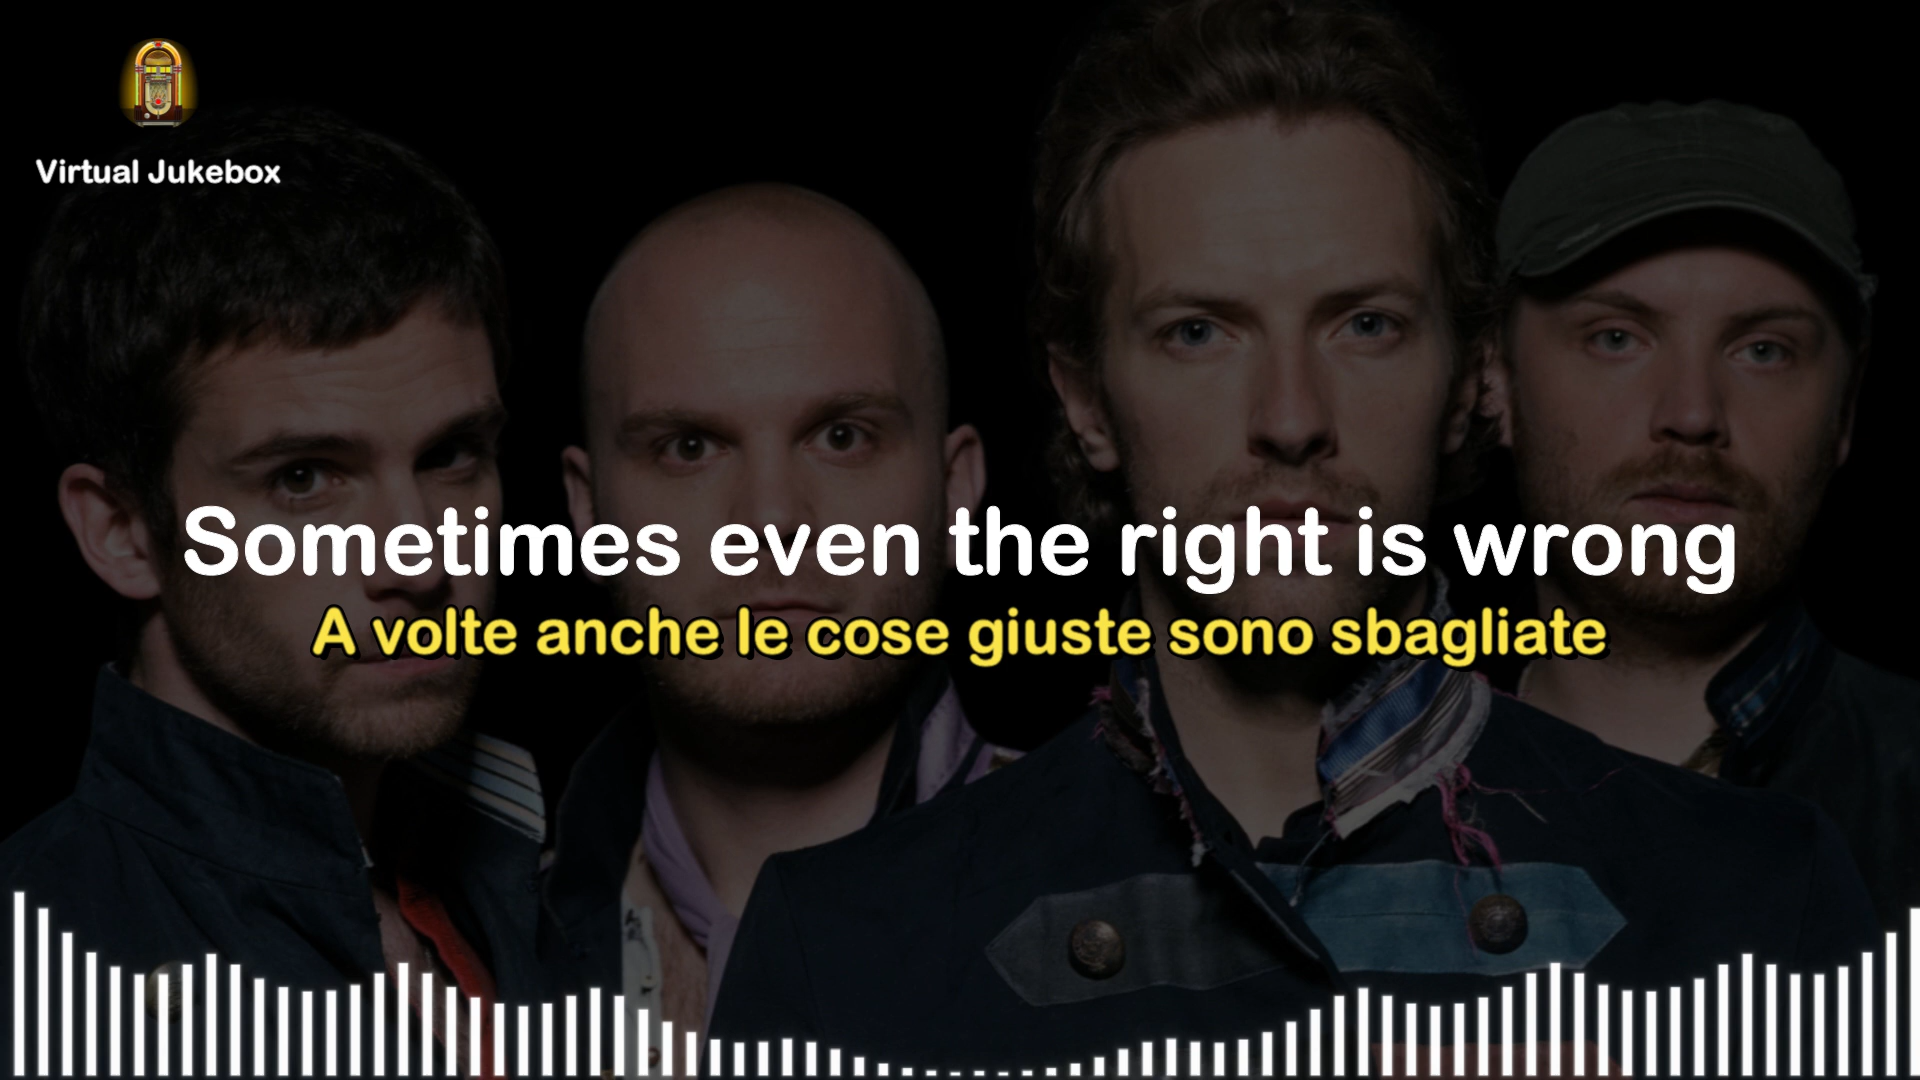 Virtual Jukebox
Sometimes even the right is wrong
A volte anche le cose giuste sono sbagliate